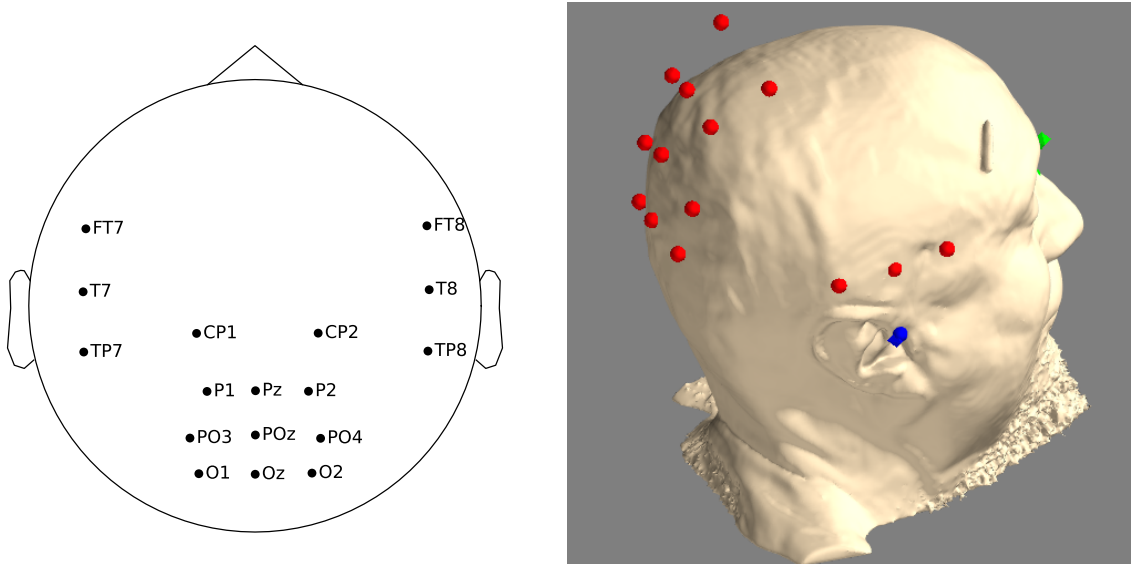 FT7 FT8
T7 T8
CP1 CP2
TP7 TP8
P1 Pz P2
PO3 POz PO4
O1 Oz O2